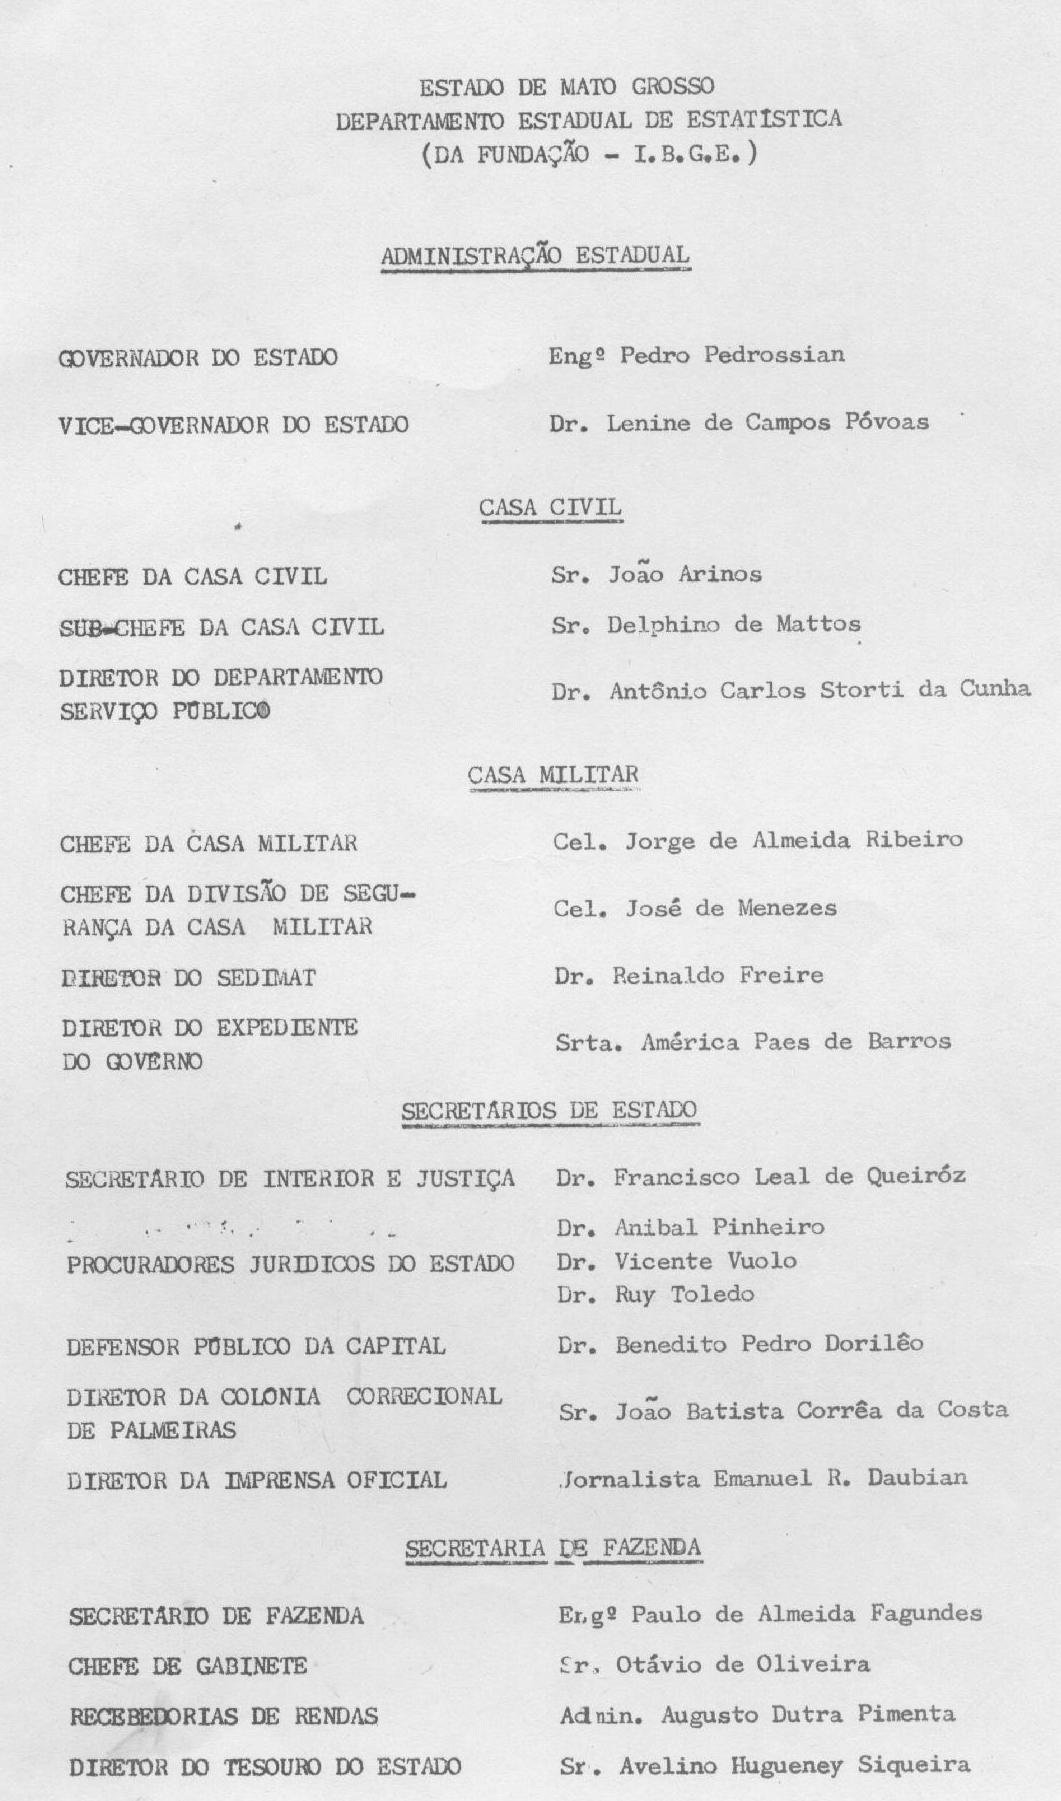 ESTADO DE MATO GROSSO
DEPARTAMENTO ESTADUAL DE ESTATÍSTICA
(DA FUNDAÇÃO - I.B.G.E.)
ADMINISTRAÇÃO ESTADUAL
GOVERNADOR DO ESTADO Engº Pedro Pedrossian
VICE-GOVERNADOR DO ESTADO Dr. Lenine de Campos Póvoas
CASA CIVIL
CHEFE DA CASA CIVIL Sr. João Arinos
SUB-CHEFE DA CASA CIVIL Sr. Delphino de Mattos
DIRETOR DO DEPARTAMENTO
SERVIÇO PÚBLICO Dr. Antônio Carlos Storti da Cunha
CASA MILITAR
CHEFE DA CASA MILITAR Cel. Jorge de Almeida Ribeiro
CHEFE DA DIVISÃO DE SEGU-
RANÇA DA CASA MILITAR Cel. José de Menezes
DIRETOR DO SEDIMAT Dr. Reinaldo Freire
DIRETOR DO EXPEDIENTE
DO GOVÊRNO Srta. América Paes de Barros
SECRETÁRIOS DE ESTADO
SECRETÁRIO DE INTERIOR E JUSTIÇA Dr. Francisco Leal de Queiróz
Dr. Anibal Pinheiro
PROCURADORES JURIDICOS DO ESTADO Dr. Vicente Vuolo
Dr. Ruy Toledo
DEFENSOR PÚBLICO DA CAPITAL Dr. Benedito Pedro Dorilêo
DIRETOR DA COLÔNIA CORRECIONAL
DE PALMEIRAS Sr. João Batista Corrêa da Costa
DIRETOR DA IMPRENSA OFICIAL Jornalista Emanuel R. Daubian
SECRETARIA DE FAZENDA
SECRETÁRIO DE FAZENDA Engº Paulo de Almeida Fagundes
CHEFE DE GABINETE Sr. Otávio de Oliveira
RECEBEDORIAS DE RENDAS Admin. Augusto Dutra Pimenta
DIRETOR DO TESOURO DO ESTADO Sr. Avelino Hugueney Siqueira